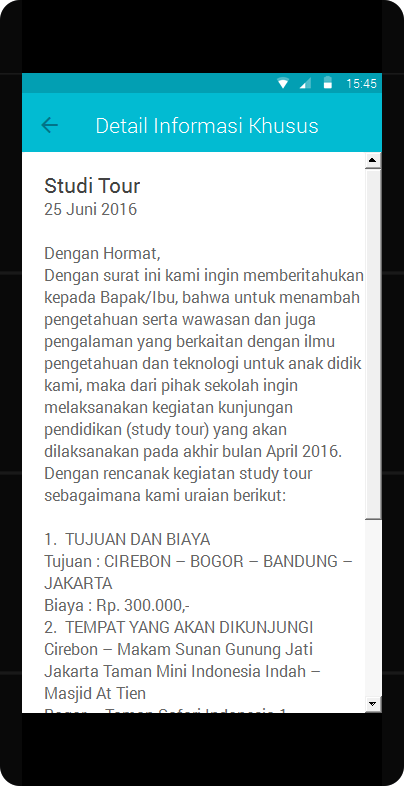 15:45
Detail Informasi Khusus
Studi Tour
25 Juni 2016
Dengan Hormat,
Dengan surat ini kami ingin memberitahukan
kepada Bapak/Ibu, bahwa untuk menambah
pengetahuan serta wawasan dan juga
pengalaman yang berkaitan dengan ilmu
pengetahuan dan teknologi untuk anak didik
kami, maka dari pihak sekolah ingin
melaksanakan kegiatan kunjungan
pendidikan (study tour) yang akan
dilaksanakan pada akhir bulan April 2016.
Dengan rencanak kegiatan study tour
sebagaimana kami uraian berikut:
1. TUJUAN DAN BIAYA
Tujuan : CIREBON – BOGOR – BANDUNG –
JAKARTA
Biaya : Rp. 300.000,-
2. TEMPAT YANG AKAN DIKUNJUNGI
Cirebon – Makam Sunan Gunung Jati
Jakarta Taman Mini Indonesia Indah –
Masjid At Tien
Bogor – Taman Safari Indonesia 1